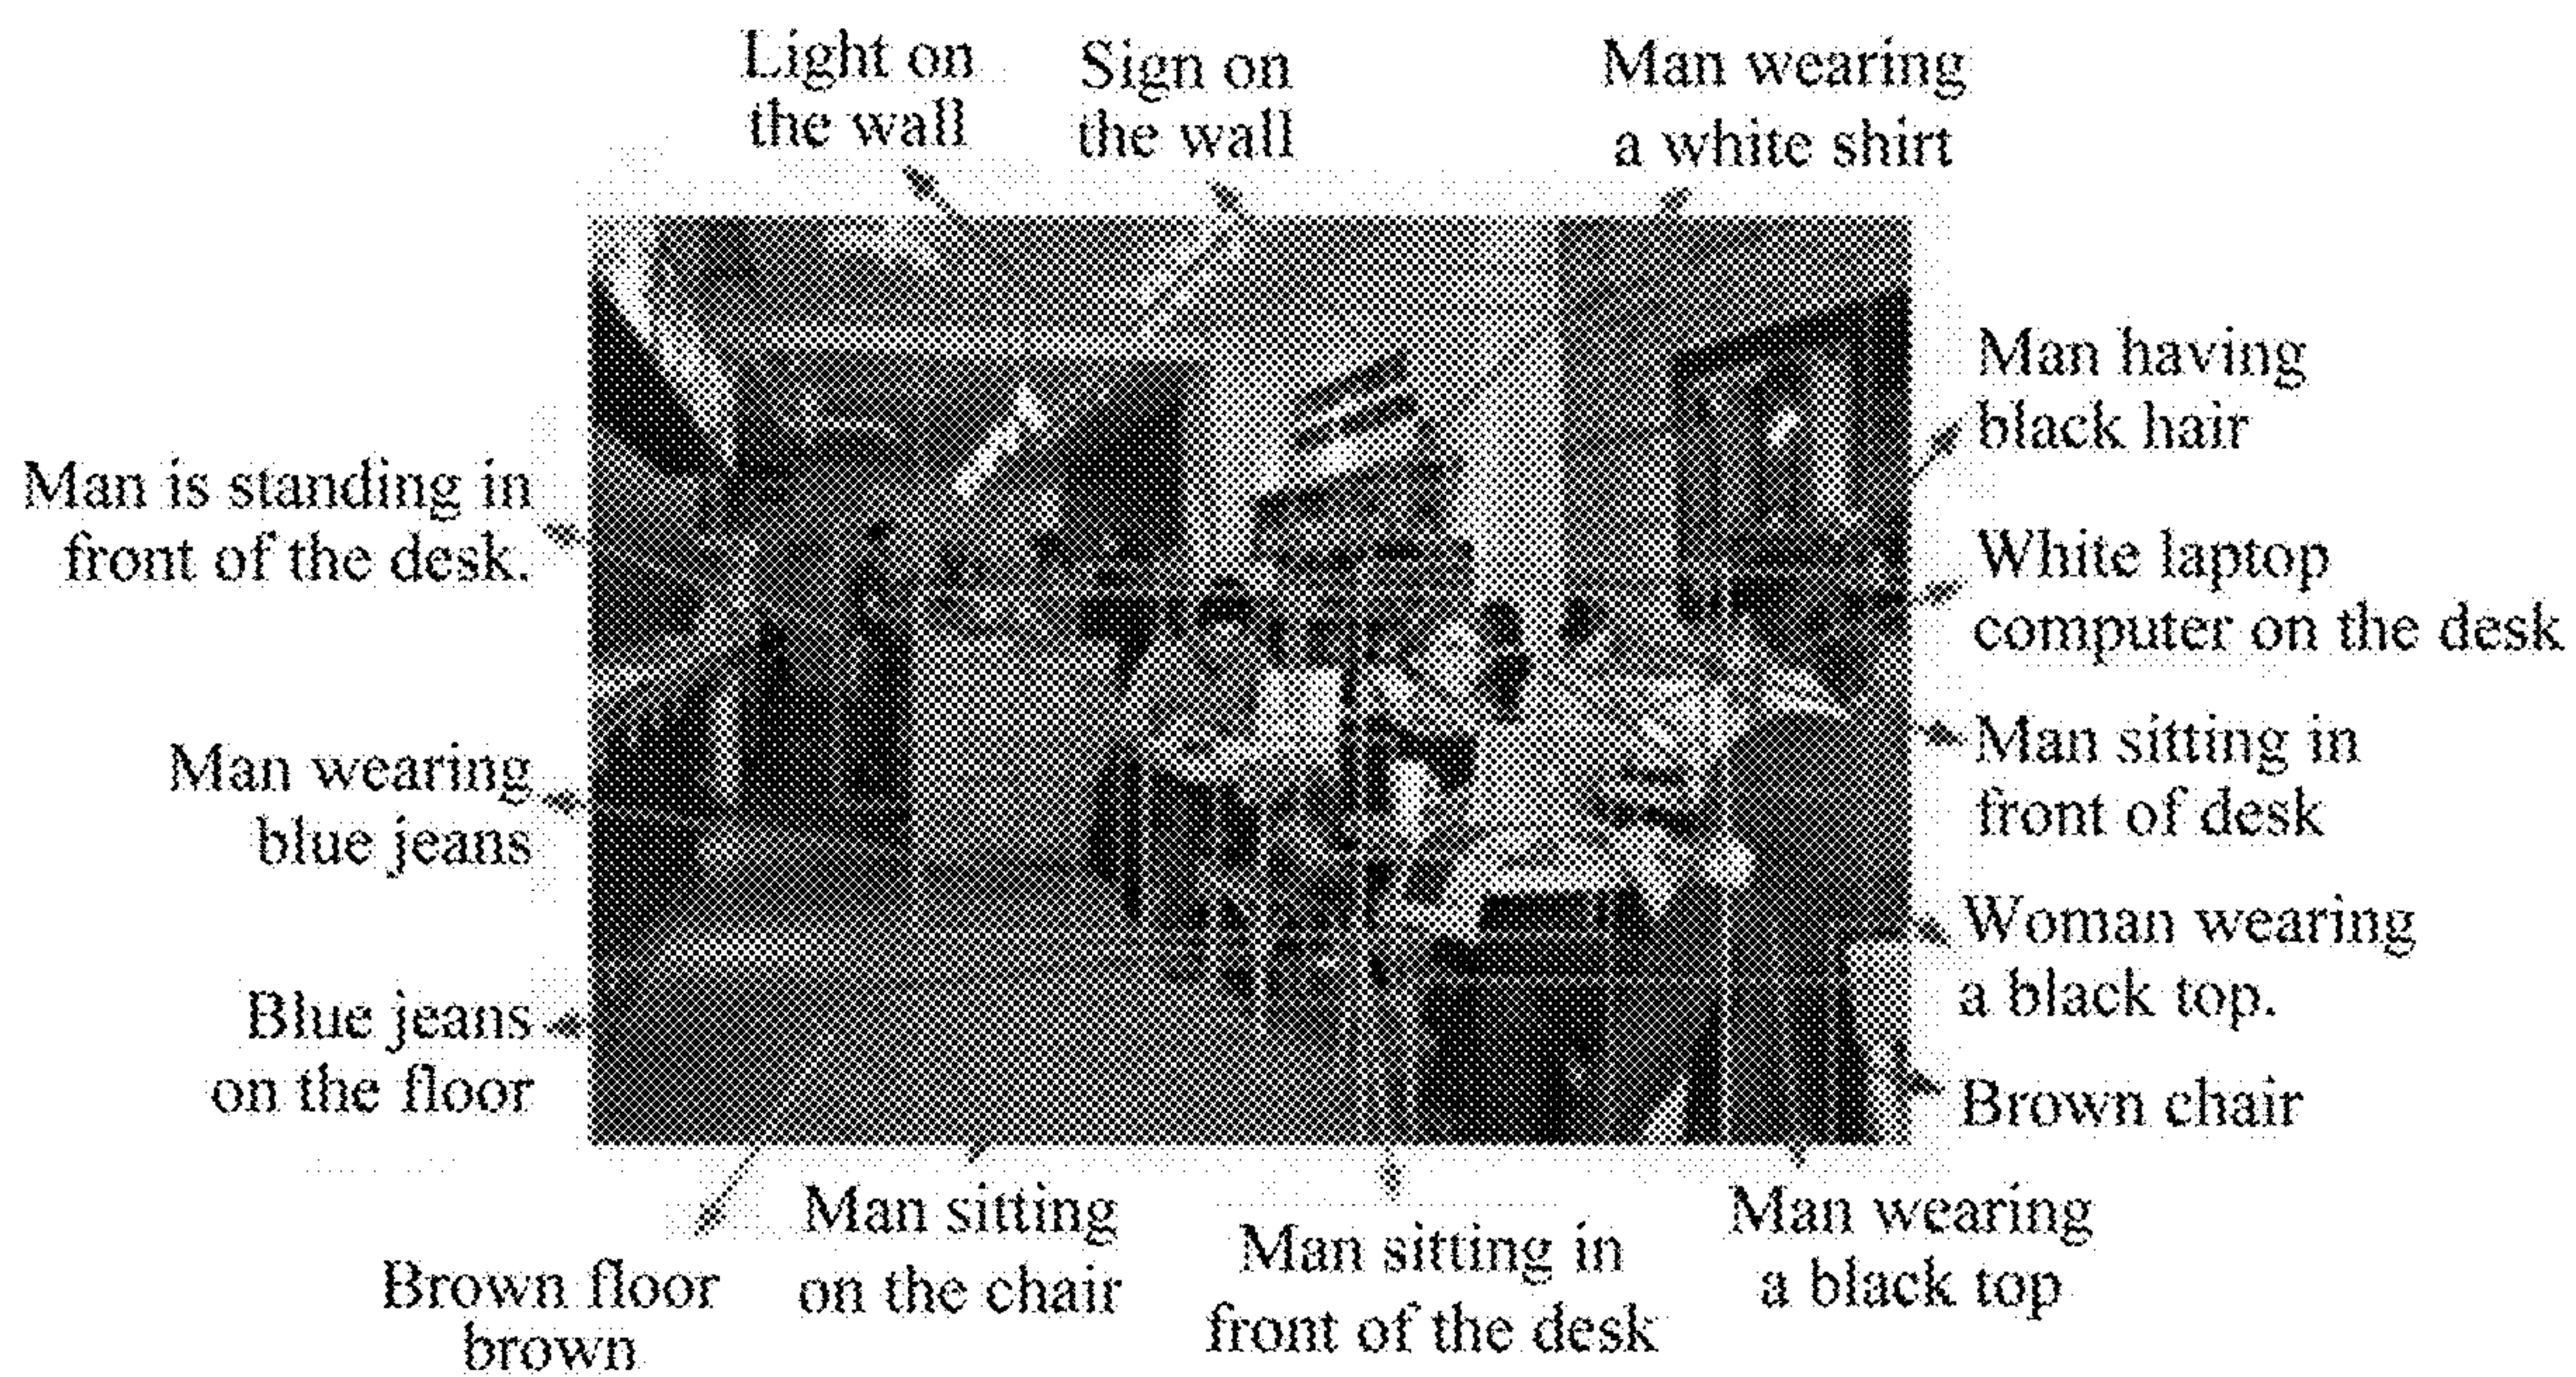 Light on
the wall
Sign on
the wall
Man wearing
a white shirt
Man having
black hair
Man is standing in
front of the desk.
White laptop
computer on the desk
Man sitting in
front of desk
Man wearing
blue jeans
Woman wearing
a black top.
Blue jeans
on the floor
Brown chair
Brown floor
brown
Man sitting
on the chair
Man sitting in
front of the desk
Man wearing
a black top